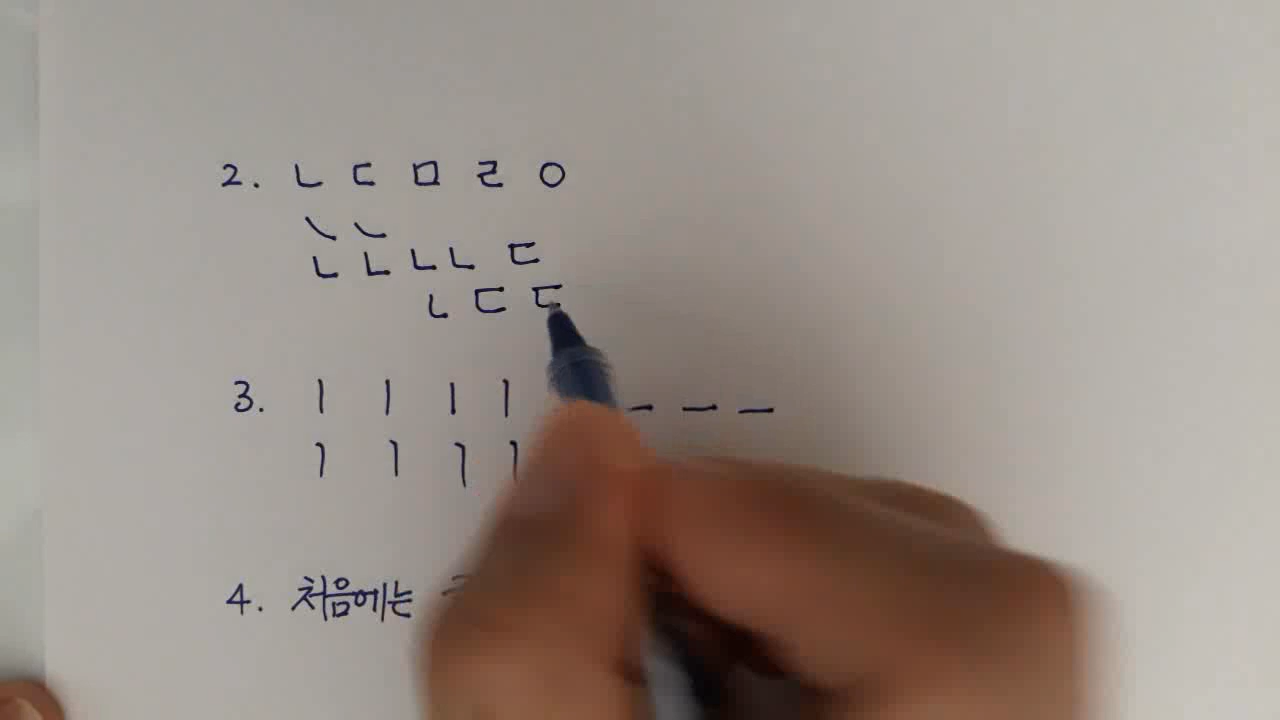 2. ㄴ ㄷ ㅁ ㄹ ㅇ
ㄴ ㄴ ㄴ ㄴ ㄷ
ㄴ ㄷ ㄷ
3. ㅣ ㅣ ㅣ ㅣ ㅡ ㅡ ㅡ
ㅣ ㅣ ㅣ ㅣ
4. 처음에는